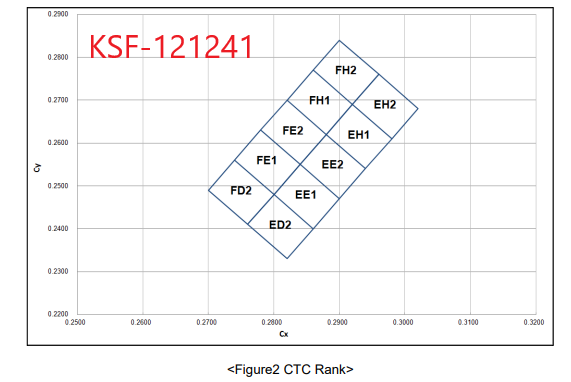 0.2900
KSF-121241
0.2800
FH2
0.2700
FH1
EH2
FE2
EH1
0.2600
FE1
EE2
Cy
0.2500
FD2
EE1
0.2400
ED2
0.2300
0.2200
0.2500 0.2600 0.2700 0.2800 0.2900 0.3000 0.3100 0.3200
Cx
<Figure2 CTC Rank>